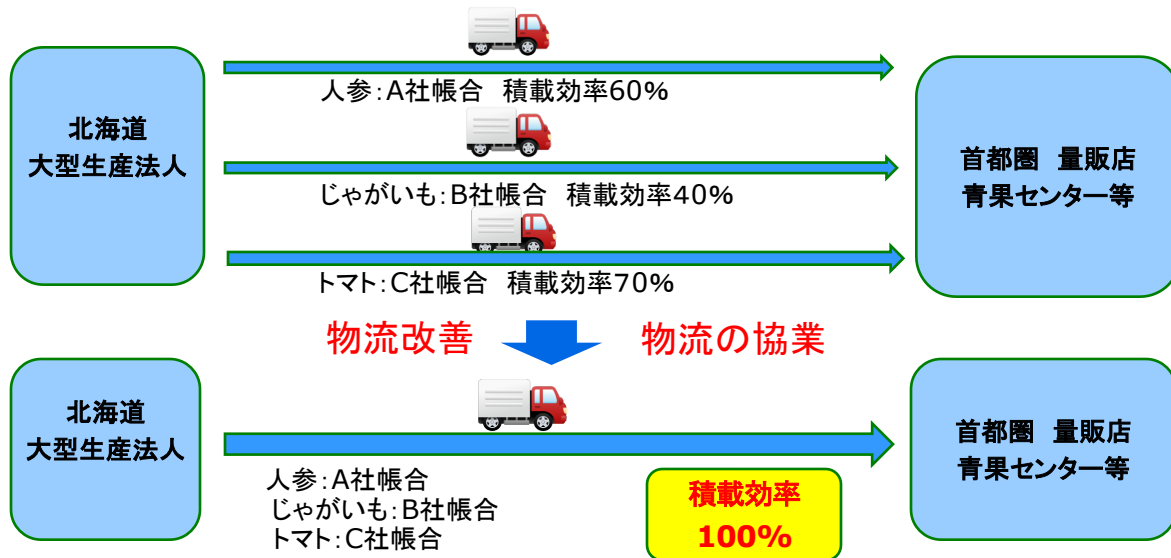 北海道
大型生産法人
人参:A社帳合　積載効率60%
じゃがいも:B社帳合　積載効率40%
トマト:C社帳合　積載効率70%
首都圏　量販店
青果センター等
物流改善
物流の協業
北海道
大型生産法人
人参:A社帳合
じゃがいも:B社帳合
トマト:C社帳合
積載効率
100%
首都圏　量販店
青果センター等